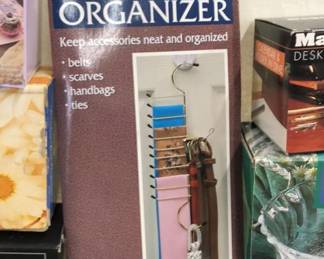 ORGANIZER
Keep accessories neat and organized
• belts
• scarves
• handbags
• ties
Ma
DESK